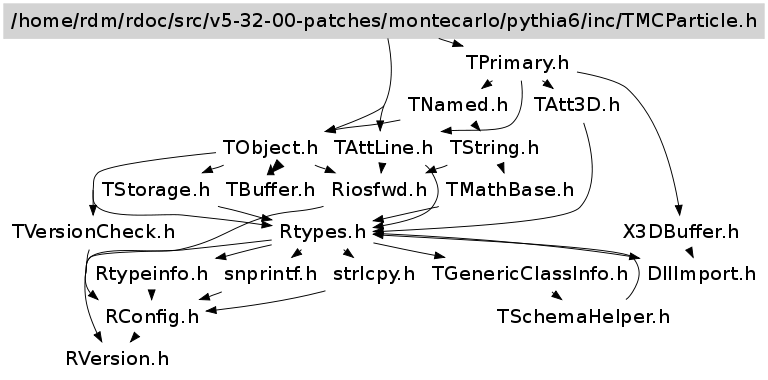 /home/rdm/rdoc/src/v5-32-00-patches/montecarlo/pythia6/inc/TMCParticle.h
TPrimary.h
TNamed.h TAtt3D.h
TObject.h TAttLine.h TString.h
TStorage.h TBuffer.h Riosfwd.h TMathBase.h
TVersionCheck.h Rtypes.h X3DBuffer.h
Rtypeinfo.h snprintf.h strlcpy.h TGenericClassInfo.h DllImport.h
RConfig.h TSchemaHelper.h
RVersion.h